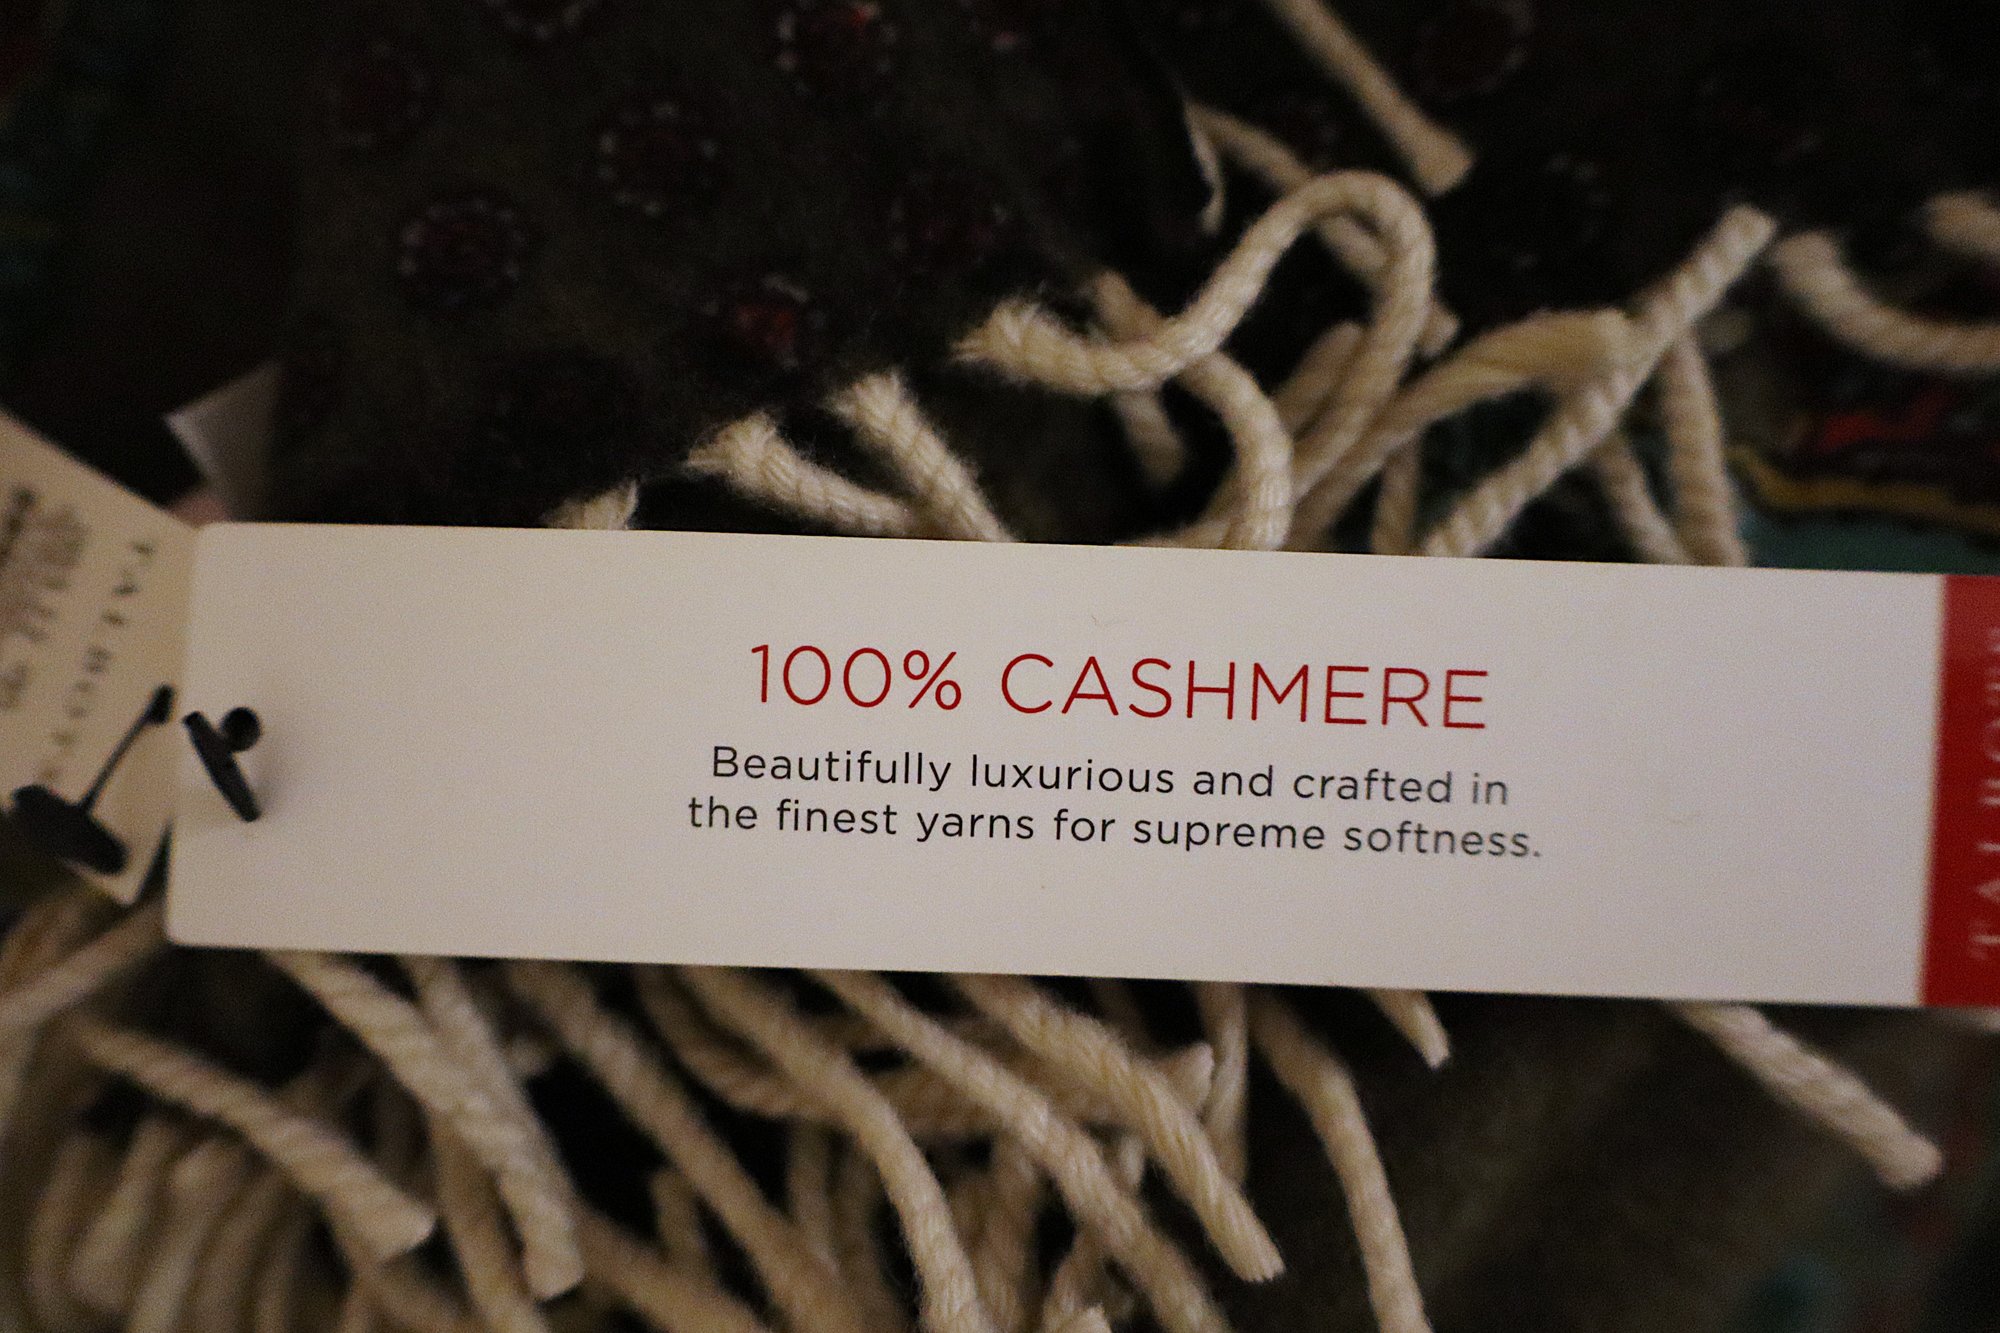 100% CASHMERE
Beautifully luxurious and crafted in
the finest yarns for supreme softness.